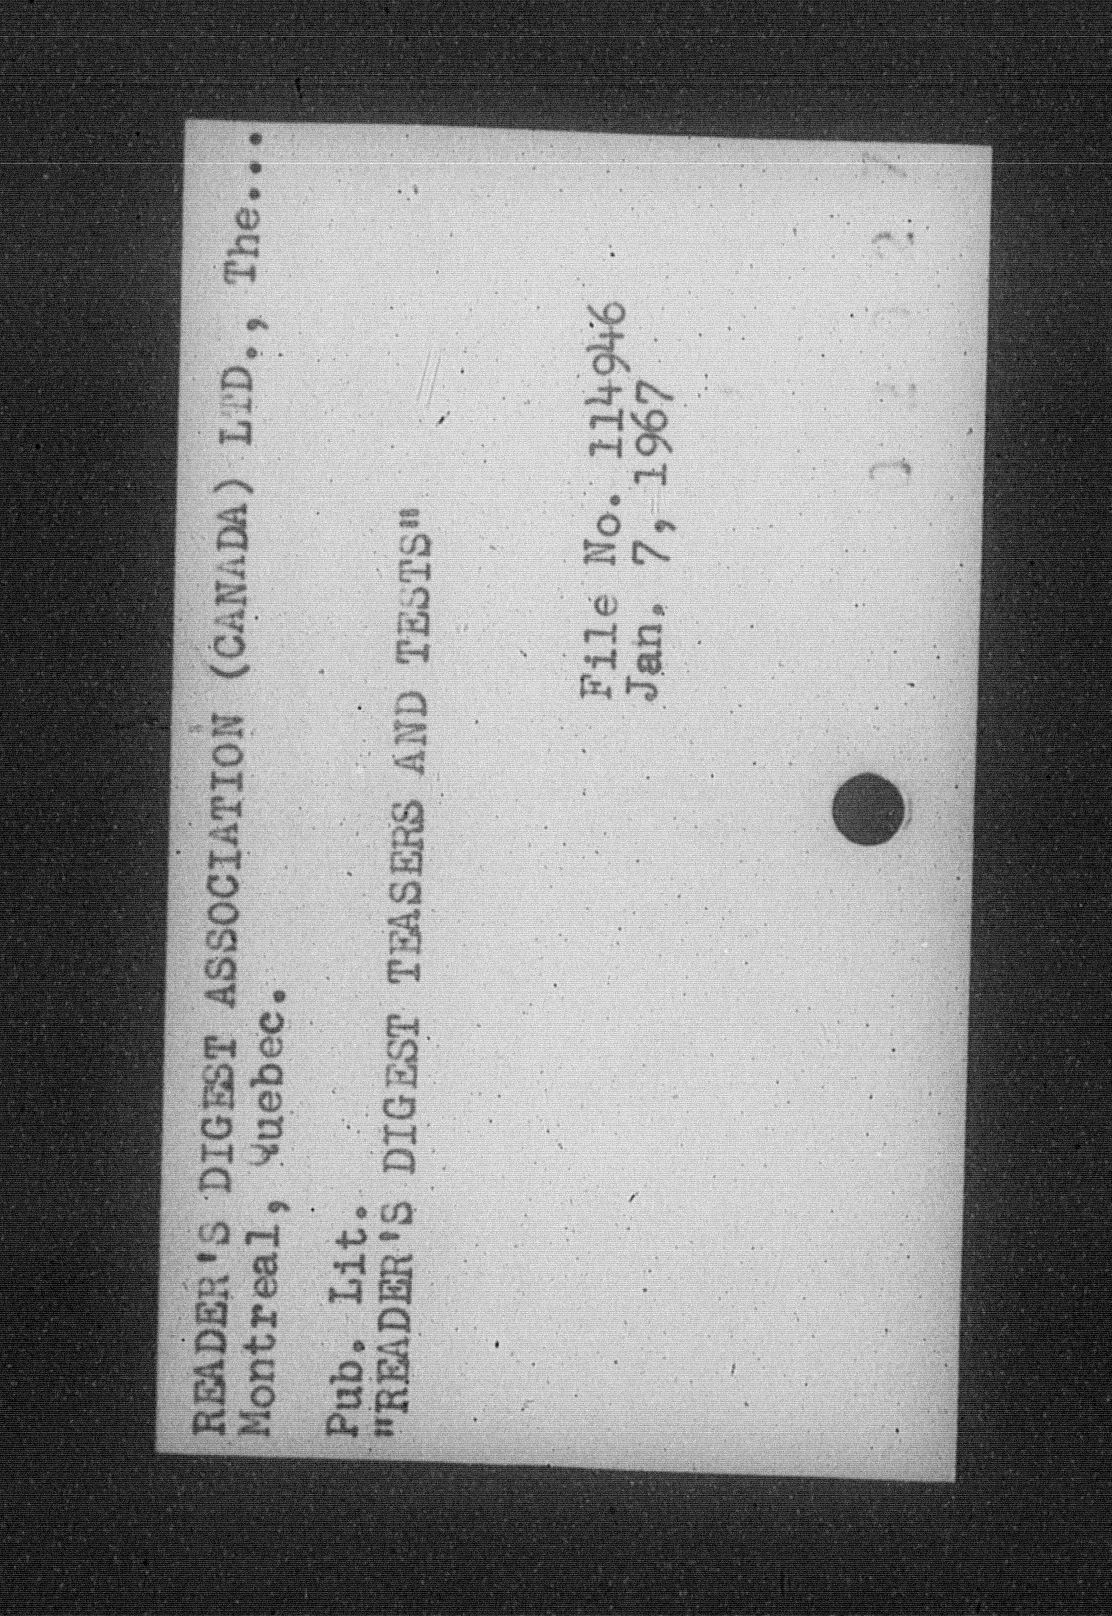 READER'S DIGEST ASSOCIATION (CANADA) LTD., The...
Montreal, Quebec.
Pub. Lit.
"READER'S DIGEST TEASERS AND TESTS"
File No. 114946
Jan. 7, 1967